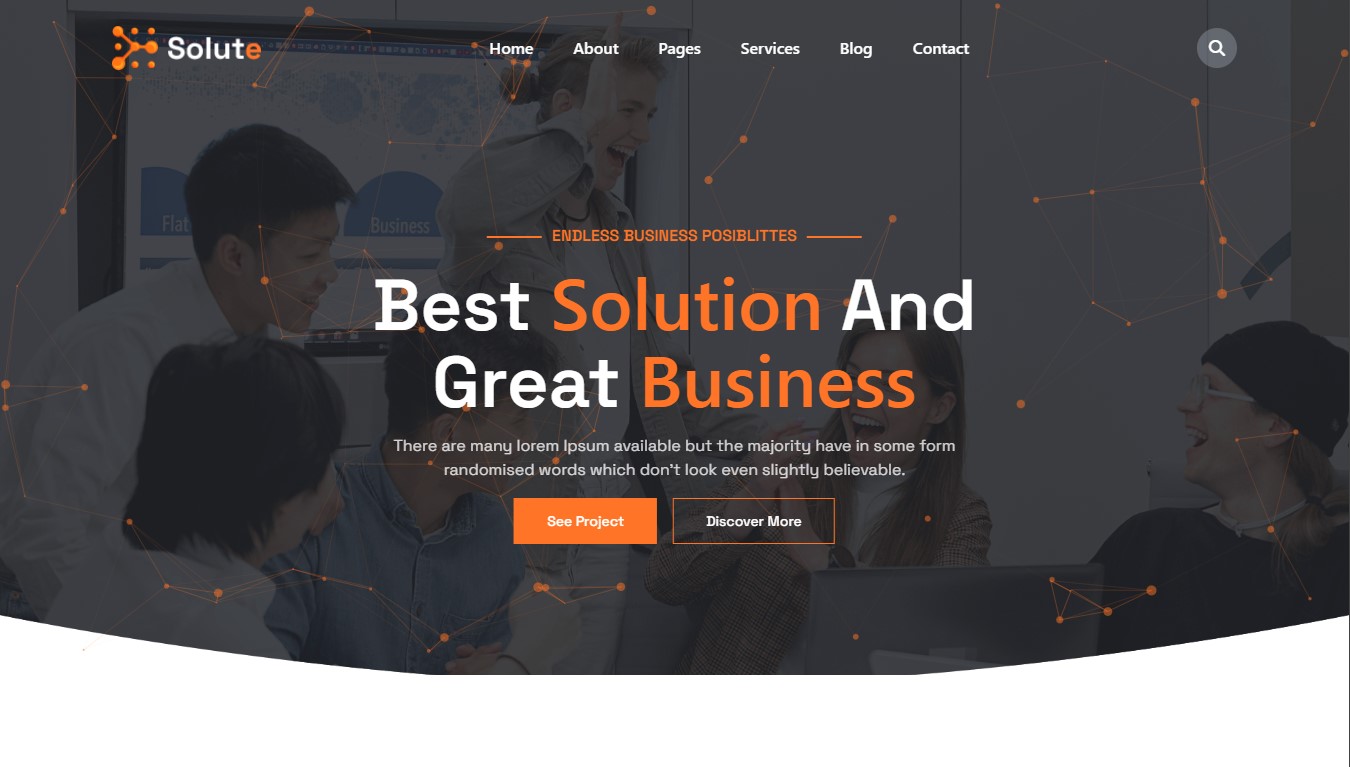 Solute
Home About Pages Services Blog Contact
Flat
Business
ENDLESS BUSINESS POSIBLITTES
Best Solution And
Great Business
There are many lorem Ipsum available but the majority have in some form
randomised words which don't look even slightly believable.
See Project
Discover More